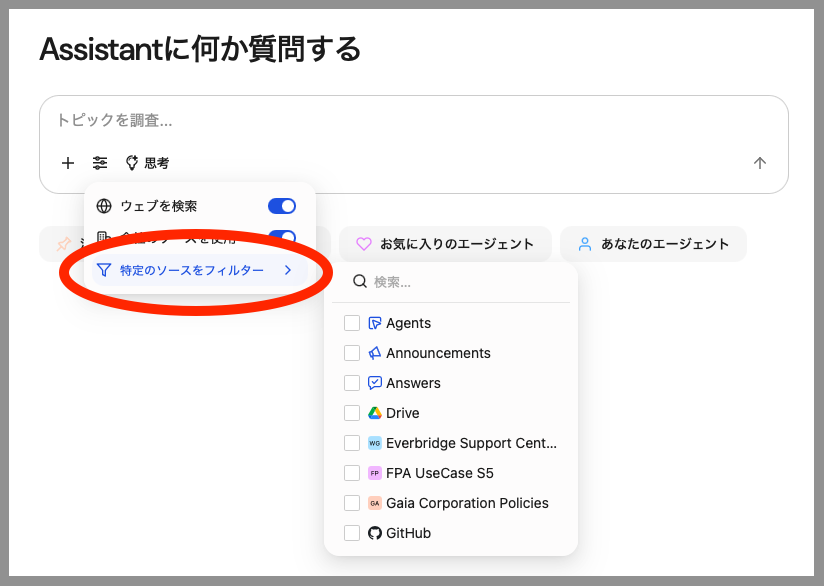 Assistantに何か質問する
トピックを調査...
思考
ウェブを検索
のソースを使用
お気に入りのエージェント
あなたのエージェント
特定のソースをフィルター
検索...
Agents
Announcements
Answers
Drive
WG Everbridge Support Cent...
FP FPA UseCase S5
GA Gaia Corporation Policies
GitHub